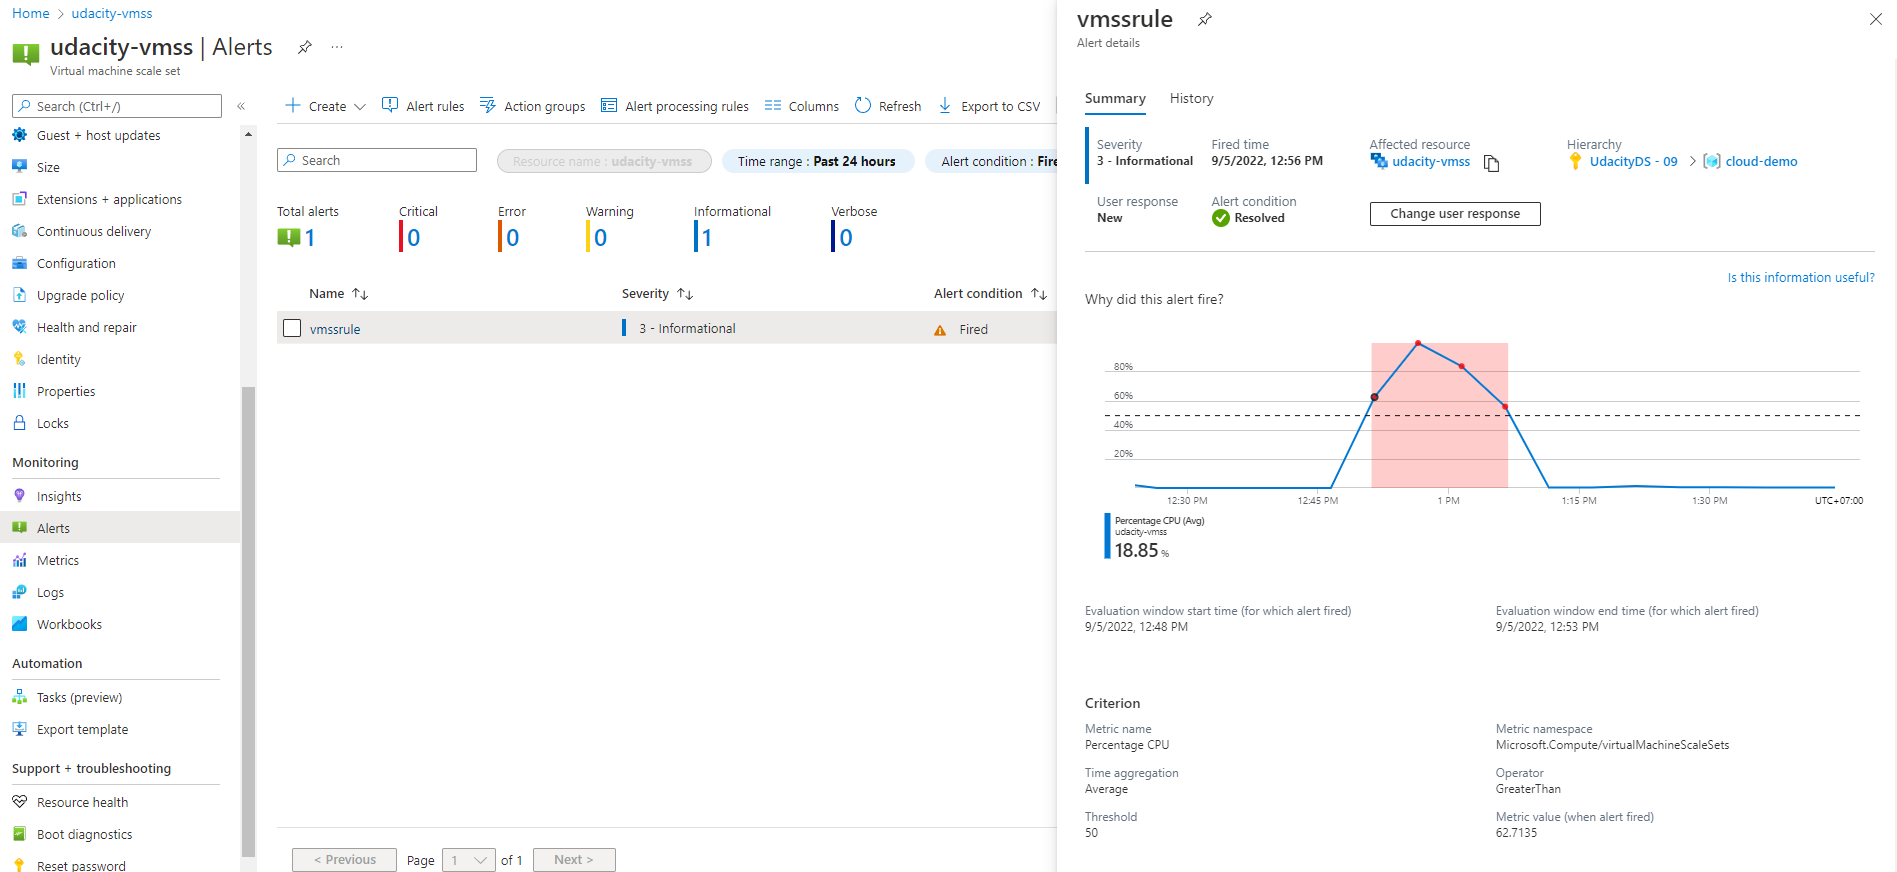 Home > udacity-vmss
udacity-vmss | Alerts
Virtual machine scale set
Search (Ctrl+/)
Guest + host updates
Size
Extensions + applications
Continuous delivery
Configuration
Upgrade policy
Health and repair
Identity
Properties
Locks
Monitoring
Insights
Alerts
Metrics
Logs
Workbooks
Automation
Tasks (preview)
Export template
Support + troubleshooting
Resource health
Boot diagnostics
Reset password
Create Alert rules Action groups Alert processing rules Columns Refresh Export to CSV
Search Resource name : udacity-vmss Time range : Past 24 hours Alert condition : Fire
Total alerts Critical Error Warning Informational Verbose
1 0 0 0 1 0
Name Severity Alert condition
vmssrule 3 - Informational Fired
< Previous Page 1 of 1 Next >
vmssrule
Alert details
Summary History
Severity Fired time Affected resource Hierarchy
3 - Informational 9/5/2022, 12:56 PM udacity-vmss UdacityDS - 09 > cloud-demo
User response Alert condition
New Resolved Change user response
Is this information useful?
Why did this alert fire?
80%
60%
40%
20%
12:30 PM 12:45 PM 1 PM 1:15 PM 1:30 PM UTC+07:00
Percentage CPU (Avg)
udacity-vmss
18.85 %
Evaluation window start time (for which alert fired) Evaluation window end time (for which alert fired)
9/5/2022, 12:48 PM 9/5/2022, 12:53 PM
Criterion
Metric name Metric namespace
Percentage CPU Microsoft.Compute/virtualMachineScaleSets
Time aggregation Operator
Average GreaterThan
Threshold Metric value (when alert fired)
50 62.7135